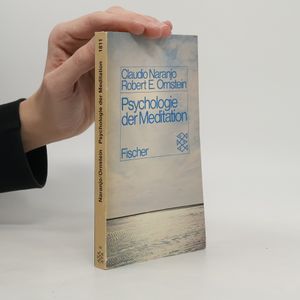 Claudio Naranjo
Robert E. Ornstein
Psychologie
der Meditation
Fischer
Naranjo/Ornstein Psychologie der Meditation 1811